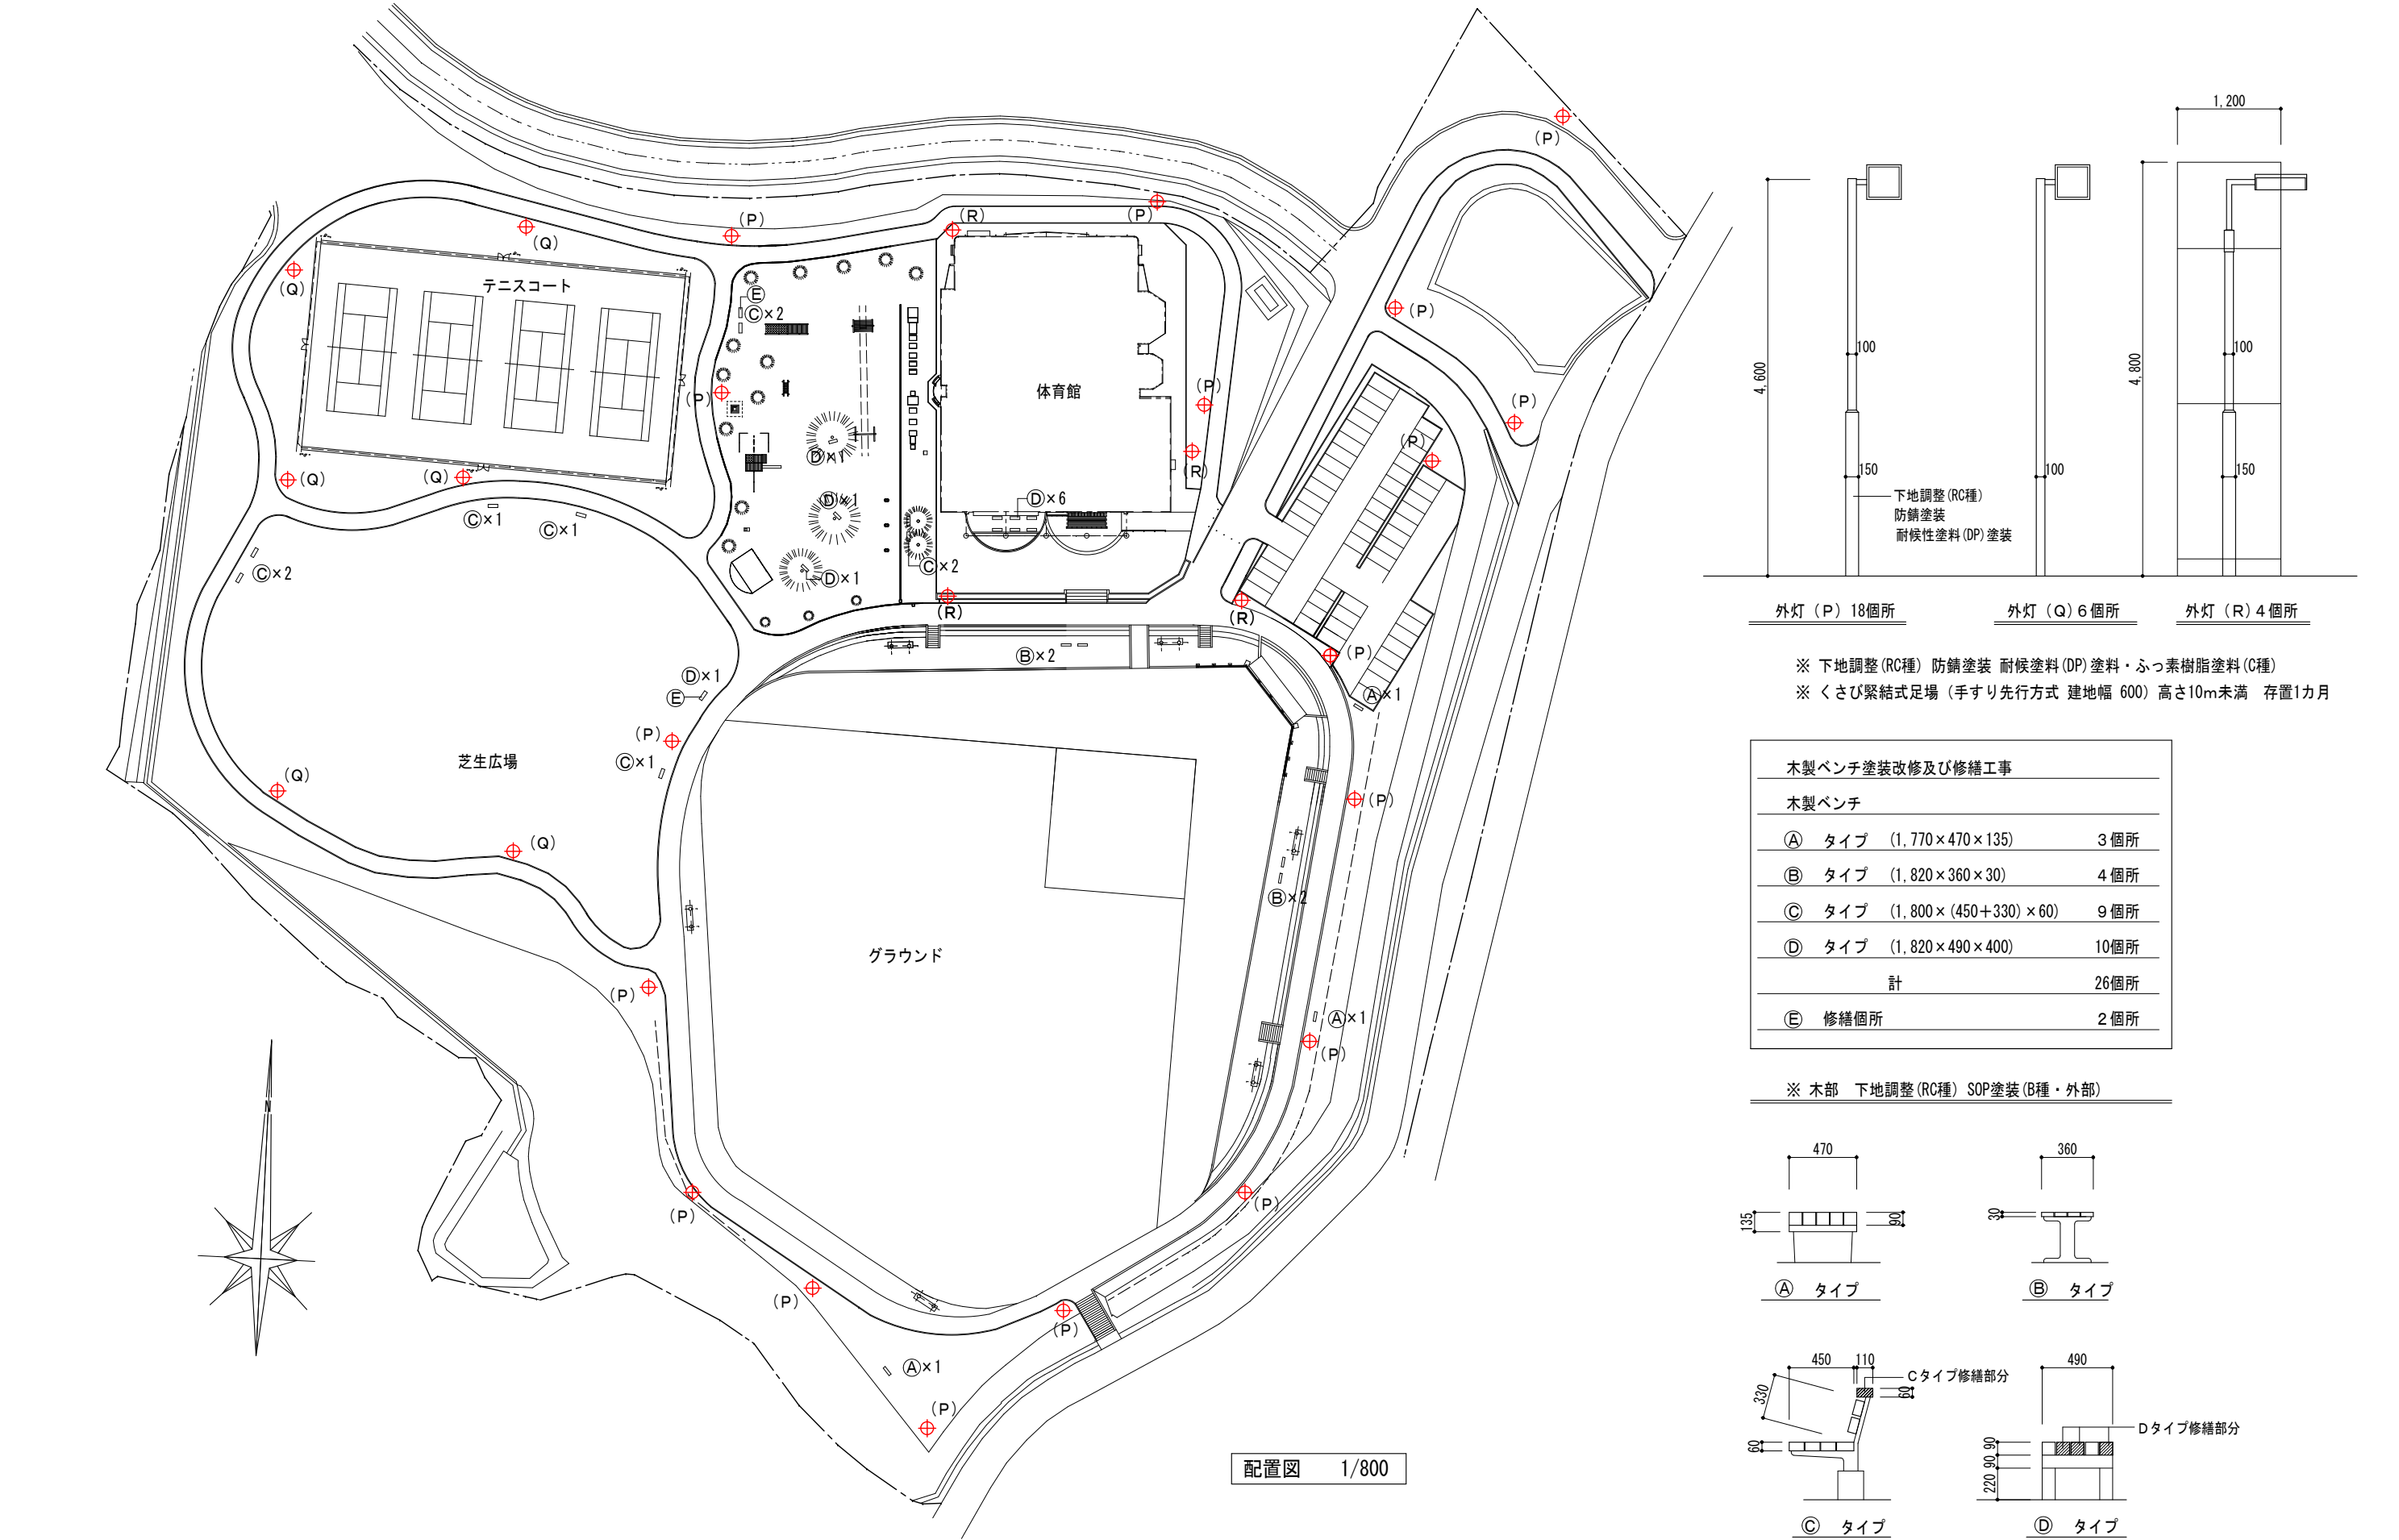 (P)
(P)
(R)
(P)
(Q)
(Q)
テニスコート
Ⓔ
Ⓒ×2
(P)
(P)
体育館
(P)
(P)
(P)
(P)
(R)
Ⓓ×1
(Q)
(Q)
Ⓓ×1
Ⓓ×6
Ⓒ×1
Ⓒ×1
Ⓒ×2
Ⓓ×1
Ⓒ×2
(R)
(R)
Ⓑ×2
(P)
Ⓓ×1
Ⓔ
Ⓐ×1
(P)
Ⓒ×1
芝生広場
(Q)
(P)
(Q)
Ⓑ×2
グラウンド
(P)
Ⓐ×1
(P)
(P)
(P)
(P)
(P)
Ⓐ×1
(P)
N
配置図 1/800
4,600
100
150
下地調整(RC種)
防錆塗装
耐候性塗料(DP)塗装
外灯(P) 18個所
100
外灯(Q) 6個所
1,200
4,800
100
150
外灯(R) 4個所
※ 下地調整(RC種) 防錆塗装 耐候塗料(DP)塗料・ふっ素樹脂塗料(C種)
※ くさび緊結式足場 (手すり先行方式 建地幅 600) 高さ10m未満 存置1カ月
木製ベンチ塗装改修及び修繕工事
木製ベンチ
Ⓐ タイプ (1,770×470×135) 3個所
Ⓑ タイプ (1,820×360×30) 4個所
Ⓒ タイプ (1,800×(450+330)×60) 9個所
Ⓓ タイプ (1,820×490×400) 10個所
計 26個所
Ⓔ 修繕個所 2個所
※ 木部 下地調整(RC種) SOP塗装(B種・外部)
470
135
90
Ⓐ タイプ
360
30
Ⓑ タイプ
450
110
330
60
60
Cタイプ修繕部分
Ⓒ タイプ
490
90
90
220
Dタイプ修繕部分
Ⓓ タイプ